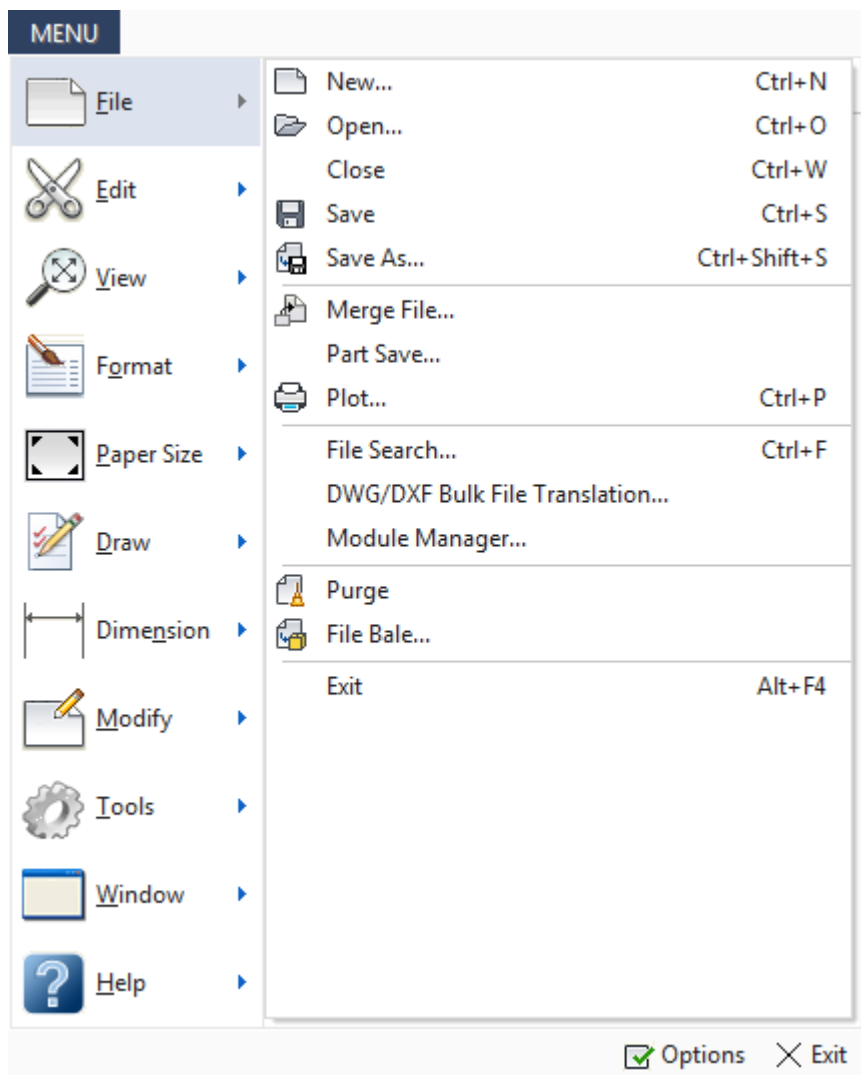 MENU
File
Edit
View
Format
Paper Size
Draw
Dimension
Modify
Tools
Window
Help
New... Ctrl+N
Open... Ctrl+O
Close Ctrl+W
Save Ctrl+S
Save As... Ctrl+Shift+S
Merge File...
Part Save...
Plot... Ctrl+P
File Search... Ctrl+F
DWG/DXF Bulk File Translation...
Module Manager...
Purge
File Bale...
Exit Alt+F4
Options Exit